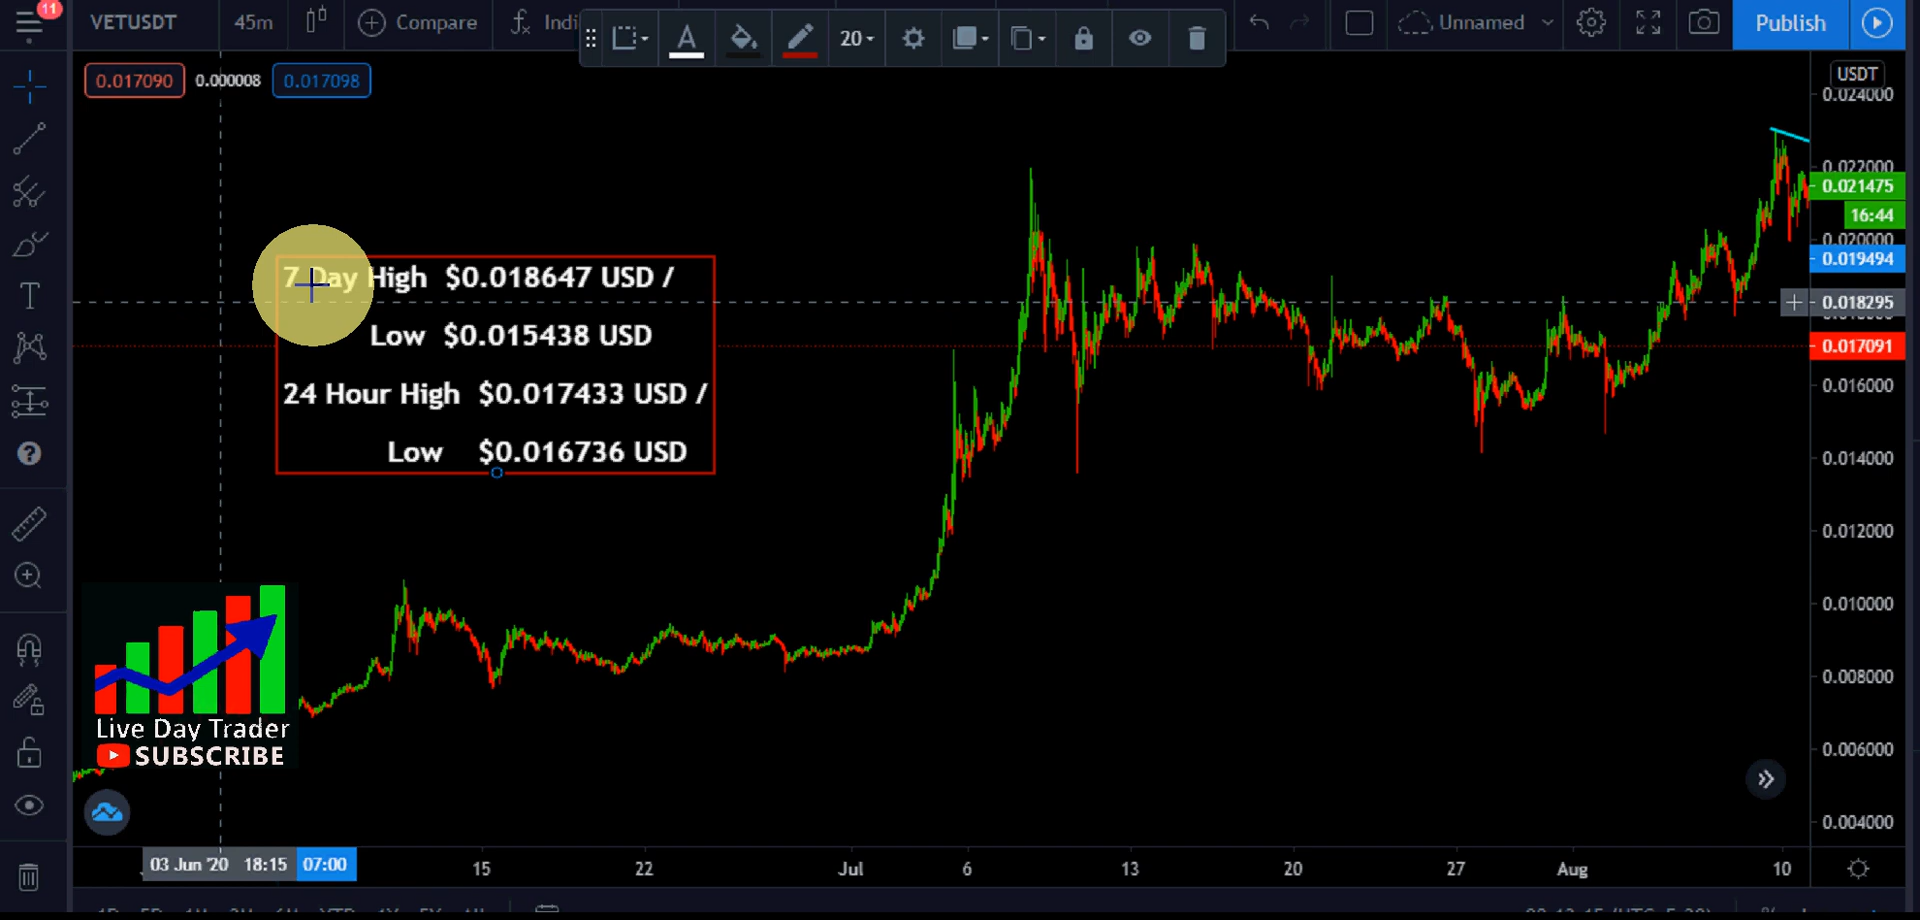 11
VETUSDT 45m Compare Indi 20 Unnamed Publish
0.017090 0.000008 0.017098
USDT
0.024000
0.022000
0.021475
16:44
0.020000
0.019494
0.018295
0.017091
0.016000
0.014000
0.012000
0.010000
0.008000
0.006000
0.004000
7 Day High $0.018647 USD /
Low $0.015438 USD
24 Hour High $0.017433 USD /
Low $0.016736 USD
Live Day Trader
SUBSCRIBE
03 Jun '20 18:15 07:00 15 22 Jul 6 13 20 27 Aug 10